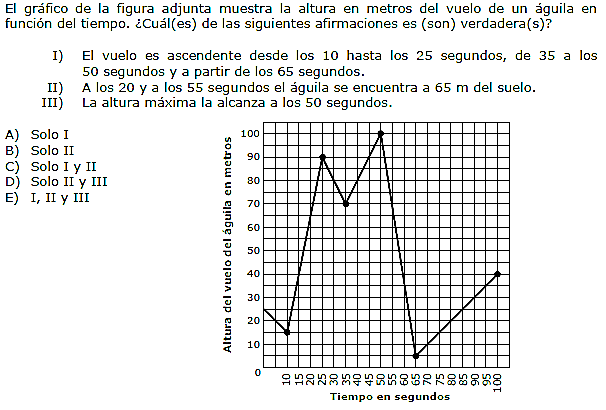 El gráfico de la figura adjunta muestra la altura en metros del vuelo de un águila en
función del tiempo. ¿Cuál(es) de las siguientes afirmaciones es (son) verdadera(s)?
I) El vuelo es ascendente desde los 10 hasta los 25 segundos, de 35 a los
50 segundos y a partir de los 65 segundos.
II) A los 20 y a los 55 segundos el águila se encuentra a 65 m del suelo.
III) La altura máxima la alcanza a los 50 segundos.
A) Solo I
B) Solo II
C) Solo I y II
D) Solo II y III
E) I, II y III
Altura del vuelo del águila en metros
100
90
80
70
60
50
40
30
20
10
0
10 15 20 25 30 35 40 45 50 55 60 65 70 75 80 85 90 95 100
Tiempo en segundos